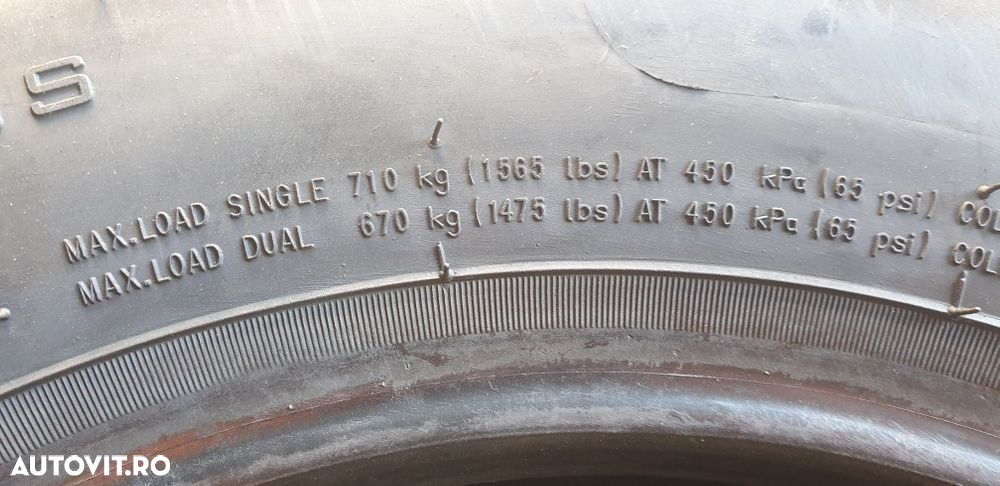 S
MAX.LOAD SINGLE 710 kg (1565 lbs) AT 450 kPa (65 psi) COL
MAX.LOAD DUAL 670 kg (1475 lbs) AT 450 kPa (65 psi) COL
AUTOVIT.RO